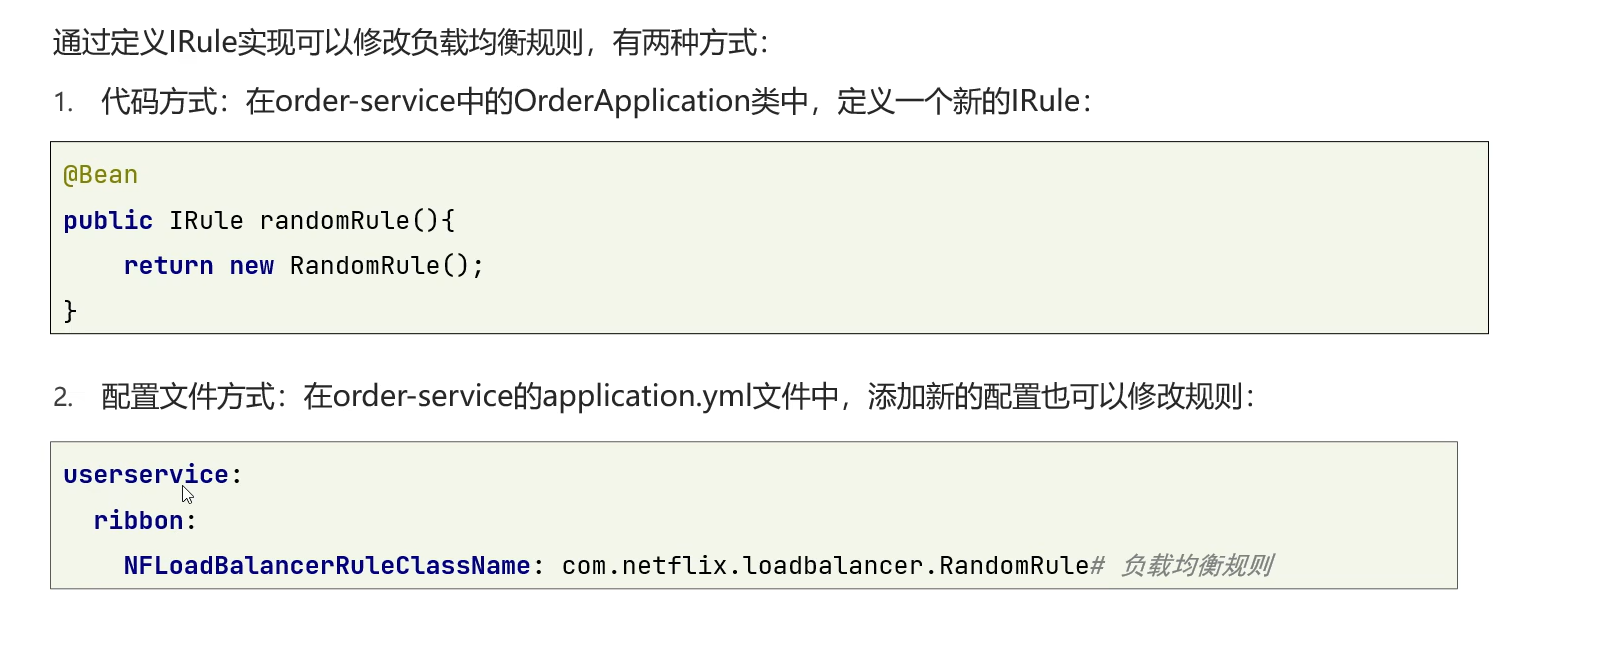 通过定义IRule实现可以修改负载均衡规则，有两种方式：
1. 代码方式：在order-service中的OrderApplication类中，定义一个新的IRule：
@Bean
public IRule randomRule(){
    return new RandomRule();
}
2. 配置文件方式：在order-service的application.yml文件中，添加新的配置也可以修改规则：
userservice:
  ribbon:
    NFLoadBalancerRuleClassName: com.netflix.loadbalancer.RandomRule# 负载均衡规则